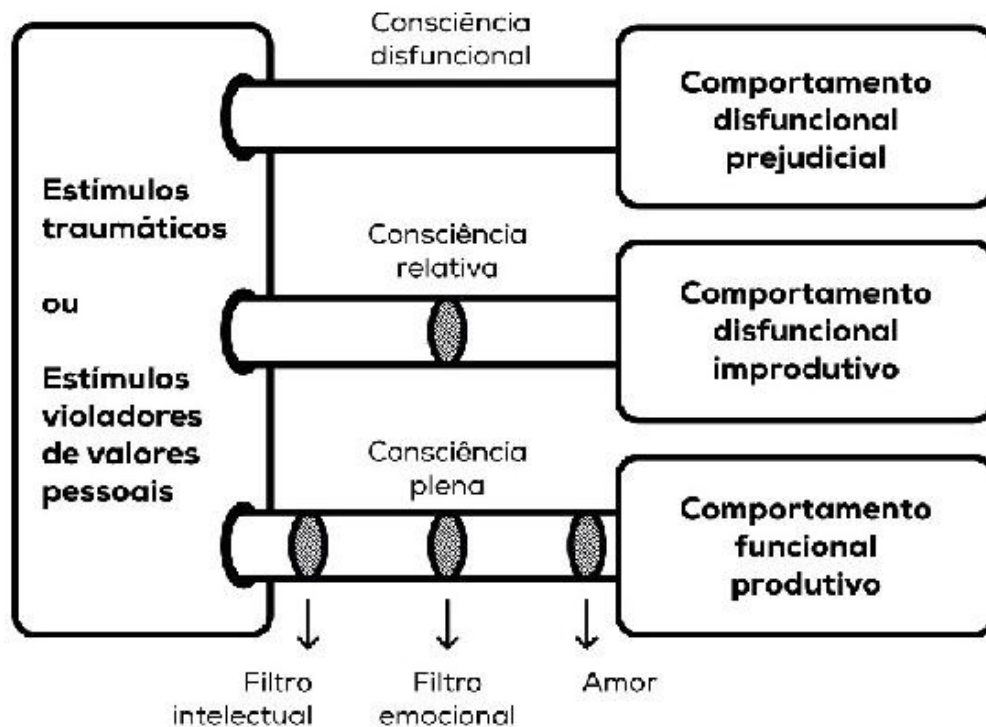 Estímulos
traumáticos
ou
Estímulos
violadores
de valores
pessoais
Consciência
disfuncional
Comportamento
disfuncional
prejudicial
Consciência
relativa
Comportamento
disfuncional
improdutivo
Consciência
plena
Comportamento
funcional
produtivo
Filtro
intelectual
Filtro
emocional
Amor